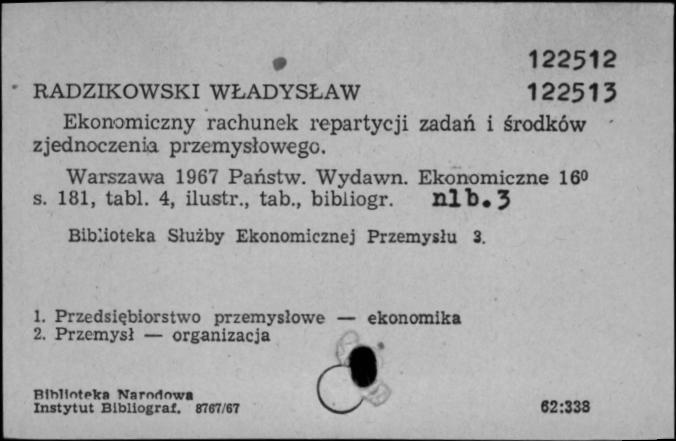 122512
RADZIKOWSKI WŁADYSŁAW 122513
Ekonomiczny rachunek repartycji zadań i środków
zjednoczenia przemysłowego.
Warszawa 1967 Państw. Wydawn. Ekonomiczne 16⁰
s. 181, tabl. 4, ilustr., tab., bibliogr. nlb.3
Biblioteka Służby Ekonomicznej Przemysłu 3.
1. Przedsiębiorstwo przemysłowe — ekonomika
2. Przemysł — organizacja
Biblioteka Narodowa
Instytut Bibliograf. 8767/67 62:338